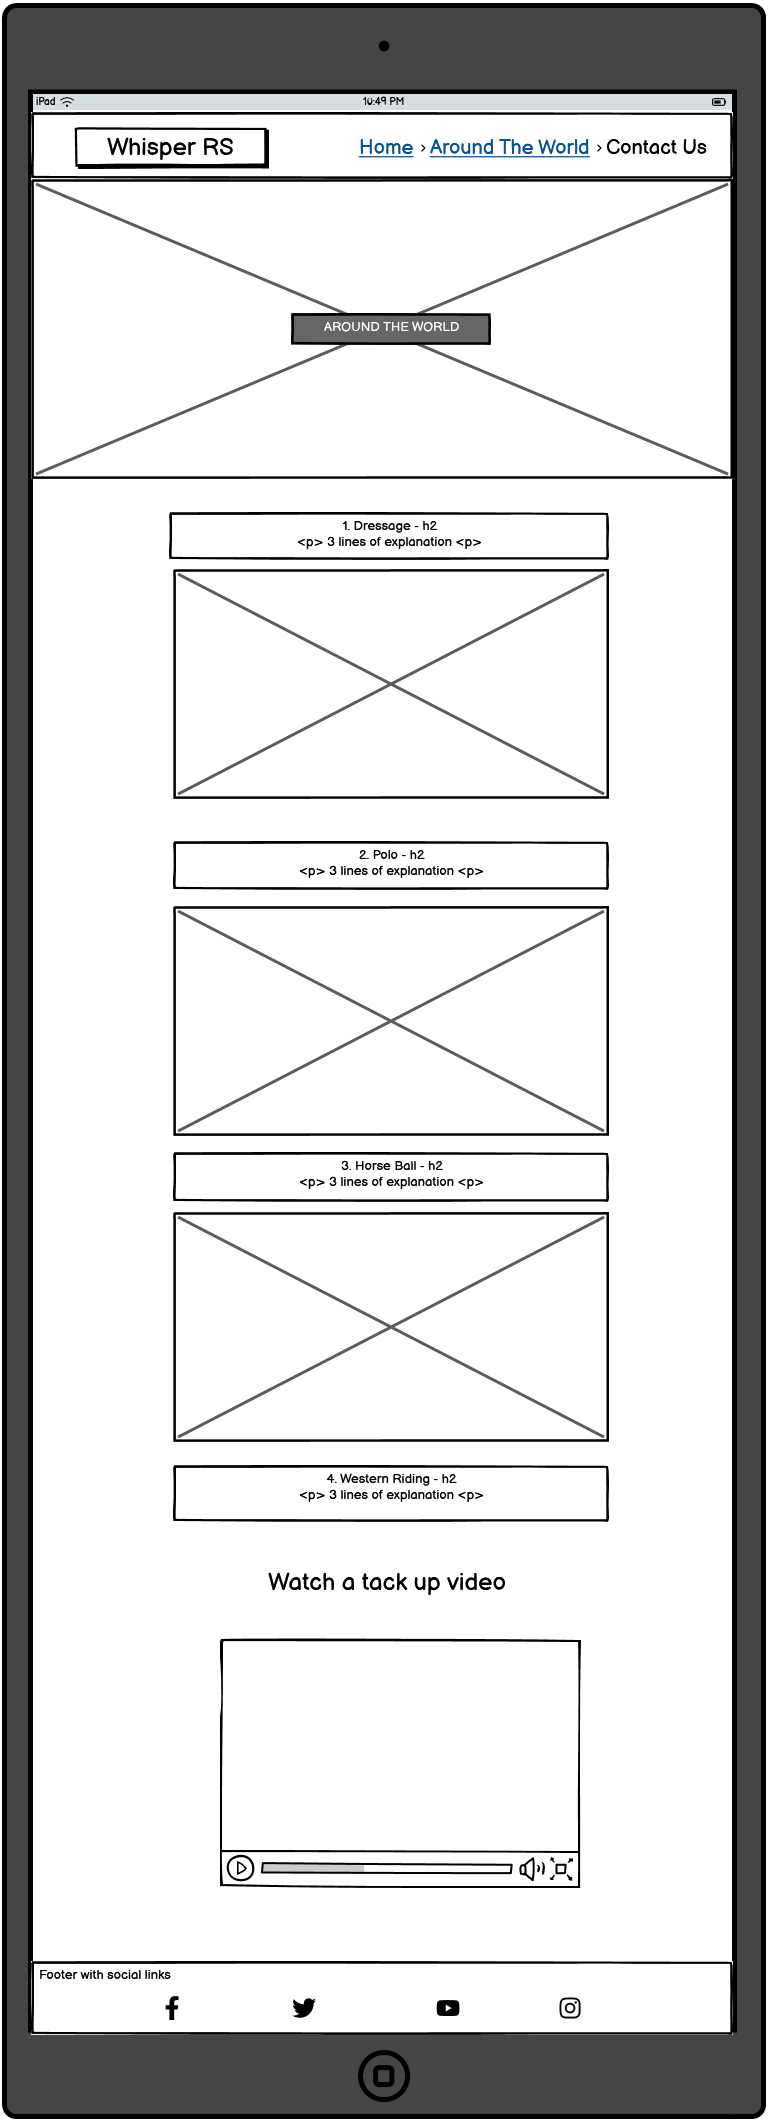 iPad
10:49 PM
Whisper RS
Home > Around The World > Contact Us
AROUND THE WORLD
1. Dressage - h2
<p> 3 lines of explanation <p>
2. Polo - h2
<p> 3 lines of explanation <p>
3. Horse Ball - h2
<p> 3 lines of explanation <p>
4. Western Riding - h2
<p> 3 lines of explanation <p>
Watch a tack up video
Footer with social links